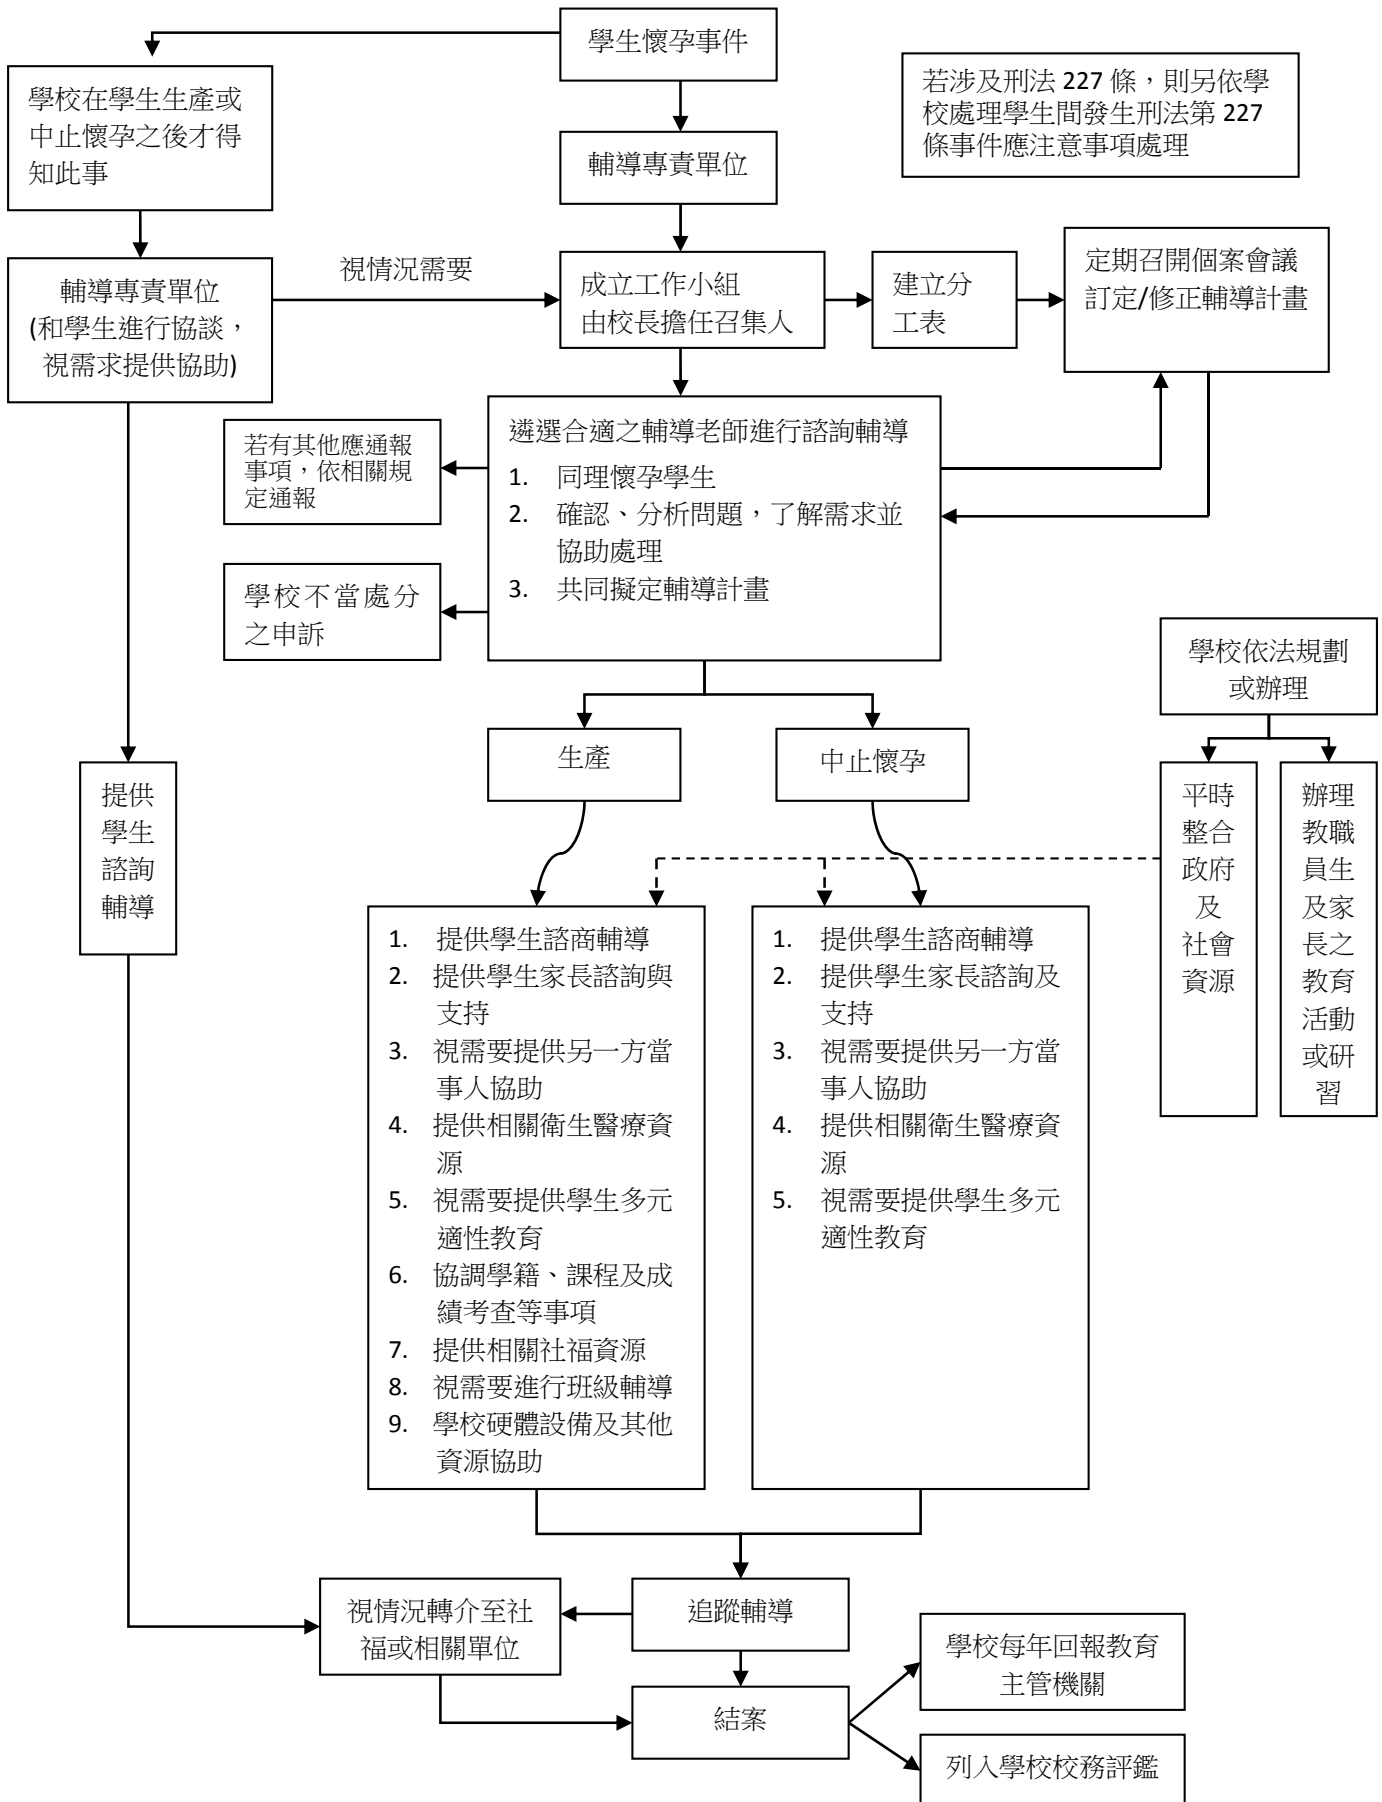 學生懷孕事件
學校在學生生產或
中止懷孕之後才得
知此事
若涉及刑法 227 條，則另依學
校處理學生間發生刑法第 227
條事件應注意事項處理
輔導專責單位
輔導專責單位
(和學生進行協談，
視需求提供協助)
視情況需要
成立工作小組
由校長擔任召集人
建立分
工表
定期召開個案會議
訂定/修正輔導計畫
遴選合適之輔導老師進行諮詢輔導
1. 同理懷孕學生
2. 確認、分析問題，了解需求並
協助處理
3. 共同擬定輔導計畫
若有其他應通報
事項，依相關規
定通報
學校不當處分
之申訴
學校依法規劃
或辦理
生產
中止懷孕
提供
學生
諮詢
輔導
平時
整合
政府
及
社會
資源
辦理
教職
員生
及家
長之
教育
活動
或研
習
1. 提供學生諮商輔導
2. 提供學生家長諮詢與
支持
3. 視需要提供另一方當
事人協助
4. 提供相關衛生醫療資
源
5. 視需要提供學生多元
適性教育
6. 協調學籍、課程及成
績考查等事項
7. 提供相關社福資源
8. 視需要進行班級輔導
9. 學校硬體設備及其他
資源協助
1. 提供學生諮商輔導
2. 提供學生家長諮詢及
支持
3. 視需要提供另一方當
事人協助
4. 提供相關衛生醫療資
源
5. 視需要提供學生多元
適性教育
視情況轉介至社
福或相關單位
追蹤輔導
結案
學校每年回報教育
主管機關
列入學校校務評鑑